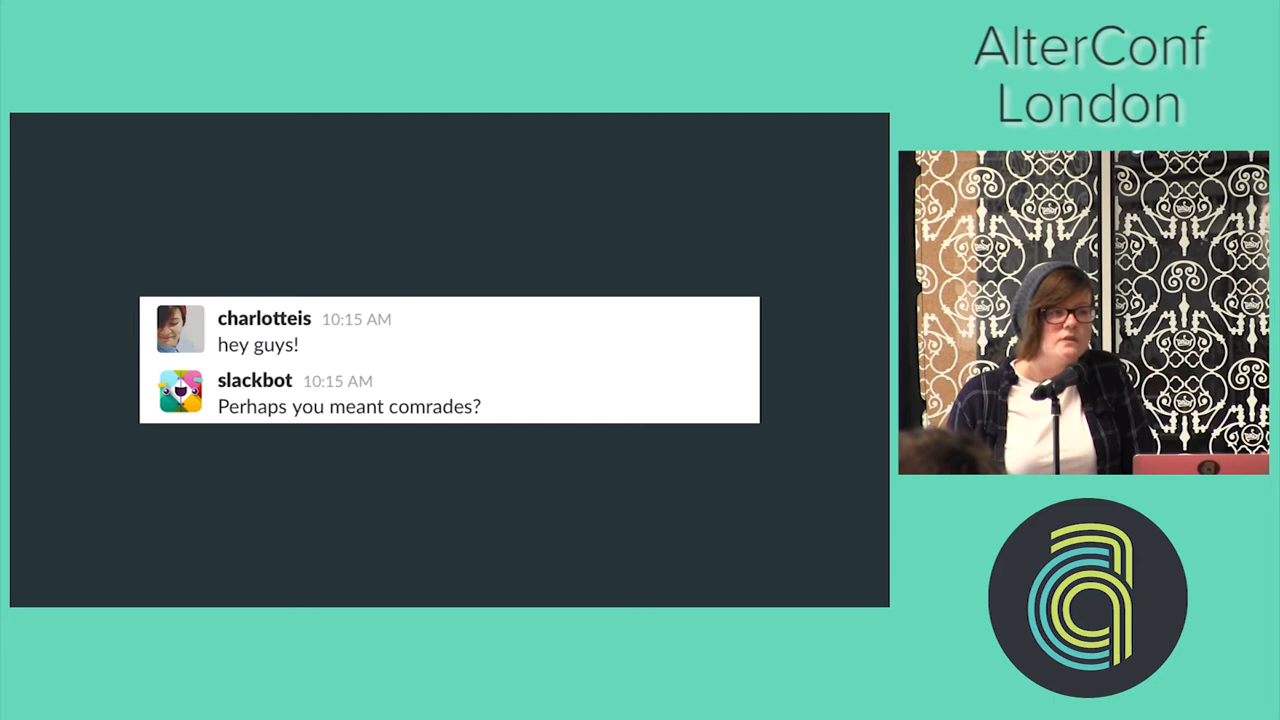 AlterConf
London
charlotteis 10:15 AM
hey guys!
slackbot 10:15 AM
Perhaps you meant comrades?